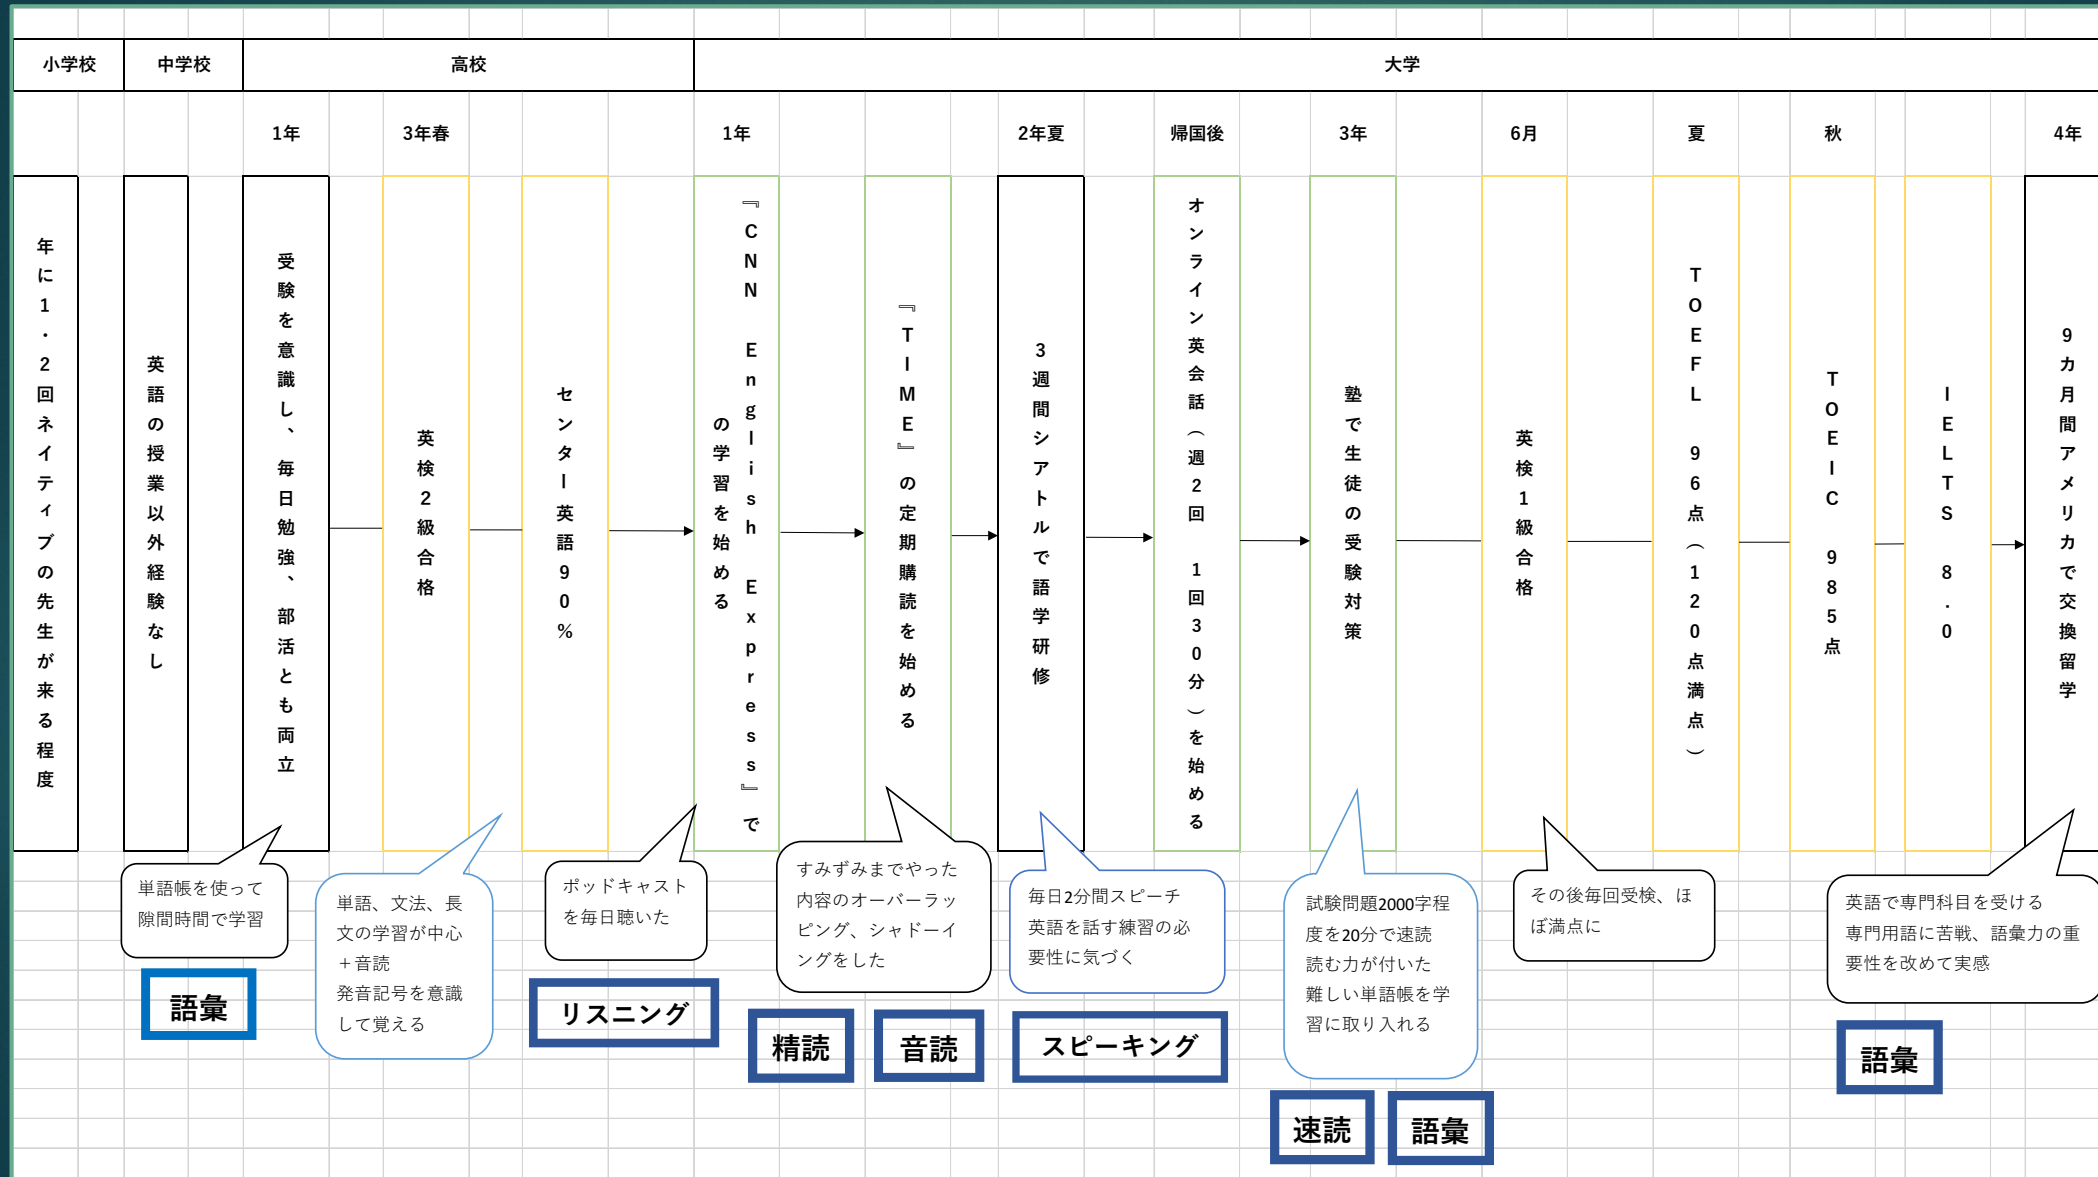 小学校
中学校
高校
大学
1年
3年春
1年
2年夏
帰国後
3年
6月
夏
秋
4年
年に1・2回ネイティブの先生が来る程度
英語の授業以外経験なし
受験を意識し、毎日勉強、部活とも両立
英検2級合格
センター英語90%
『CNN English Express』で
の学習を始める
『TIME』の定期購読を始める
3週間シアトルで語学研修
オンライン英会話(週2回 1回30分)を始める
塾で生徒の受験対策
英検1級合格
TOEFL 96点(120点満点)
TOEIC 985点
IELTS 8.0
9カ月間アメリカで交換留学
単語帳を使って
隙間時間で学習
語彙
単語、文法、長
文の学習が中心
+音読
発音記号を意識
して覚える
ポッドキャスト
を毎日聴いた
リスニング
すみずみまでやった
内容のオーバーラッ
ピング、シャドーイ
ングをした
精読
音読
毎日2分間スピーチ
英語を話す練習の必
要性に気づく
スピーキング
試験問題2000字程
度を20分で速読
読む力が付いた
難しい単語帳を学
習に取り入れる
速読
語彙
その後毎回受検、ほ
ぼ満点に
英語で専門科目を受ける
専門用語に苦戦、語彙力の重
要性を改めて実感
語彙